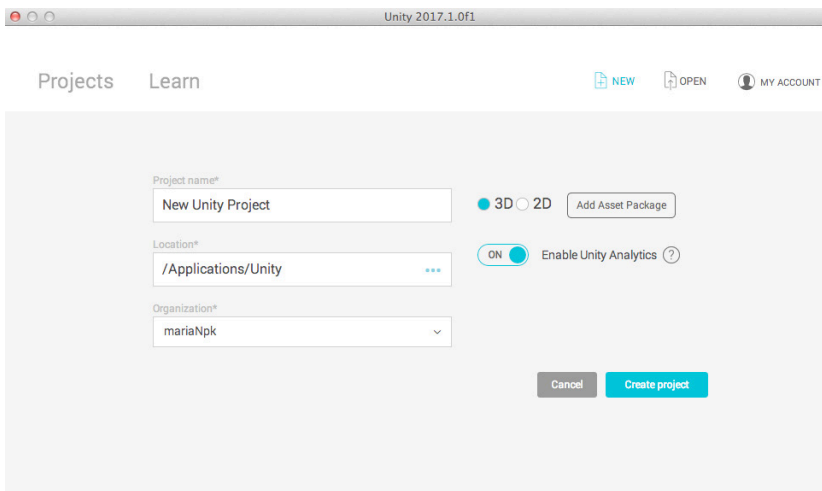 Unity 2017.1.0f1
Projects Learn NEW OPEN MY ACCOUNT
Project name*
New Unity Project
3D 2D Add Asset Package
Location*
/Applications/Unity
ON Enable Unity Analytics ?
Organization*
mariaNpk
Cancel Create project